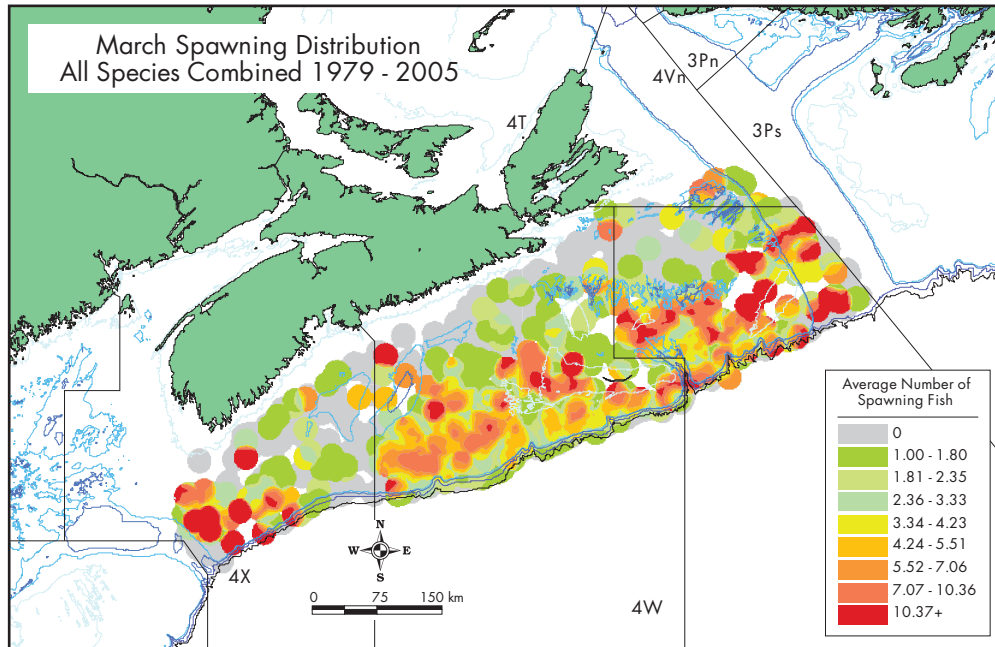 March Spawning Distribution
All Species Combined 1979 - 2005
3Pn
4Vn
4T
3Ps
Average Number of
Spawning Fish
0
1.00 - 1.80
1.81 - 2.35
2.36 - 3.33
3.34 - 4.23
4.24 - 5.51
5.52 - 7.06
7.07 - 10.36
10.37+
N
W E
S
4X
0 75 150 km
4W